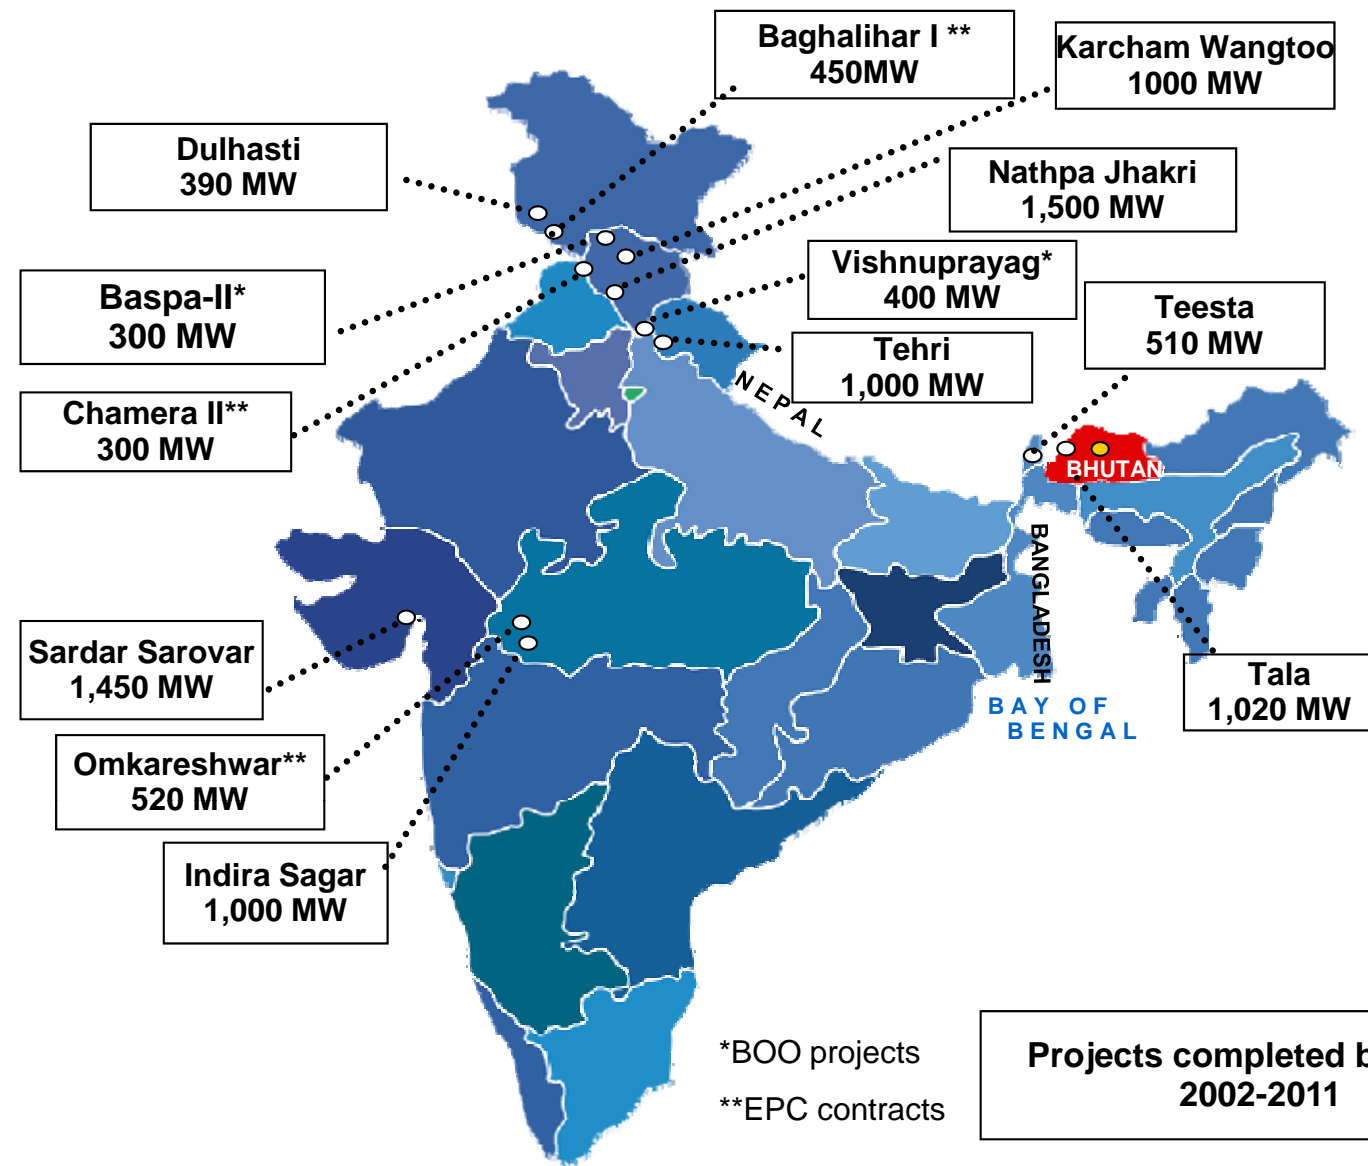 Baghalihar I **
450MW
Karcham Wangtoo
1000 MW
Dulhasti
390 MW
Nathpa Jhakri
1,500 MW
Vishnuprayag*
400 MW
Baspa-II*
300 MW
Teesta
510 MW
Tehri
1,000 MW
Chamera II**
300 MW
NEPAL
BHUTAN
BANGLADESH
Sardar Sarovar
1,450 MW
Tala
1,020 MW
BAY OF
BENGAL
Omkareshwar**
520 MW
Indira Sagar
1,000 MW
*BOO projects
**EPC contracts
Projects completed
2002-2011